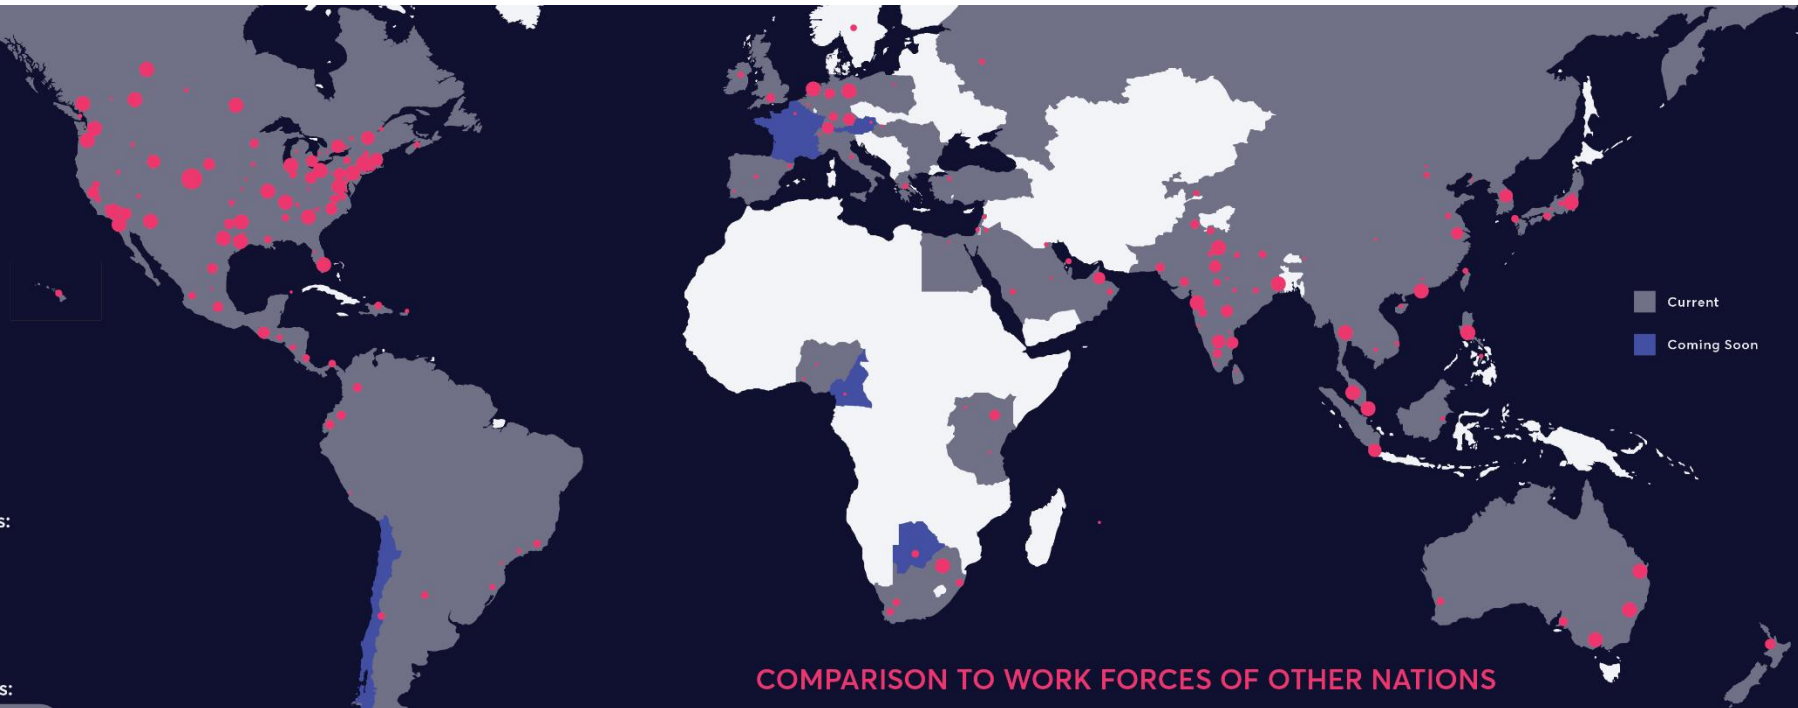 Current
Coming Soon
s:
s:
COMPARISON TO WORK FORCES OF OTHER NATIONS